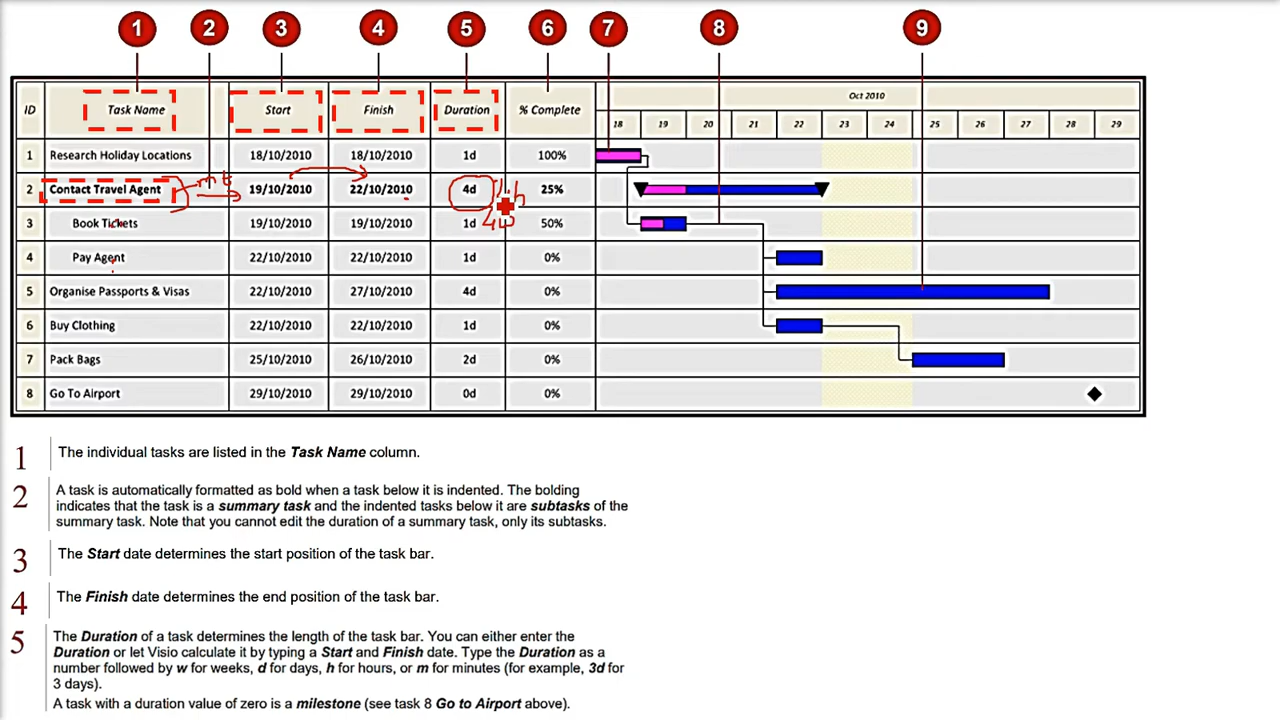 1 2 3 4 5 6 7 8 9
ID Task Name Start Finish Duration % Complete Oct 2010
18 19 20 21 22 23 24 25 26 27 28 29
1 Research Holiday Locations 18/10/2010 18/10/2010 1d 100%
2 Contact Travel Agent 19/10/2010 22/10/2010 4d 25%
3 Book Tickets 19/10/2010 19/10/2010 1d 50%
4 Pay Agent 22/10/2010 22/10/2010 1d 0%
5 Organise Passports & Visas 22/10/2010 27/10/2010 4d 0%
6 Buy Clothing 22/10/2010 22/10/2010 1d 0%
7 Pack Bags 25/10/2010 26/10/2010 2d 0%
8 Go To Airport 29/10/2010 29/10/2010 0d 0%
1 The individual tasks are listed in the Task Name column.
2 A task is automatically formatted as bold when a task below it is indented. The bolding
indicates that the task is a summary task and the indented tasks below it are subtasks of the
summary task. Note that you cannot edit the duration of a summary task, only its subtasks.
3 The Start date determines the start position of the task bar.
4 The Finish date determines the end position of the task bar.
5 The Duration of a task determines the length of the task bar. You can either enter the
Duration or let Visio calculate it by typing a Start and Finish date. Type the Duration as a
number followed by w for weeks, d for days, h for hours, or m for minutes (for example, 3d for
3 days).
A task with a duration value of zero is a milestone (see task 8 Go to Airport above).